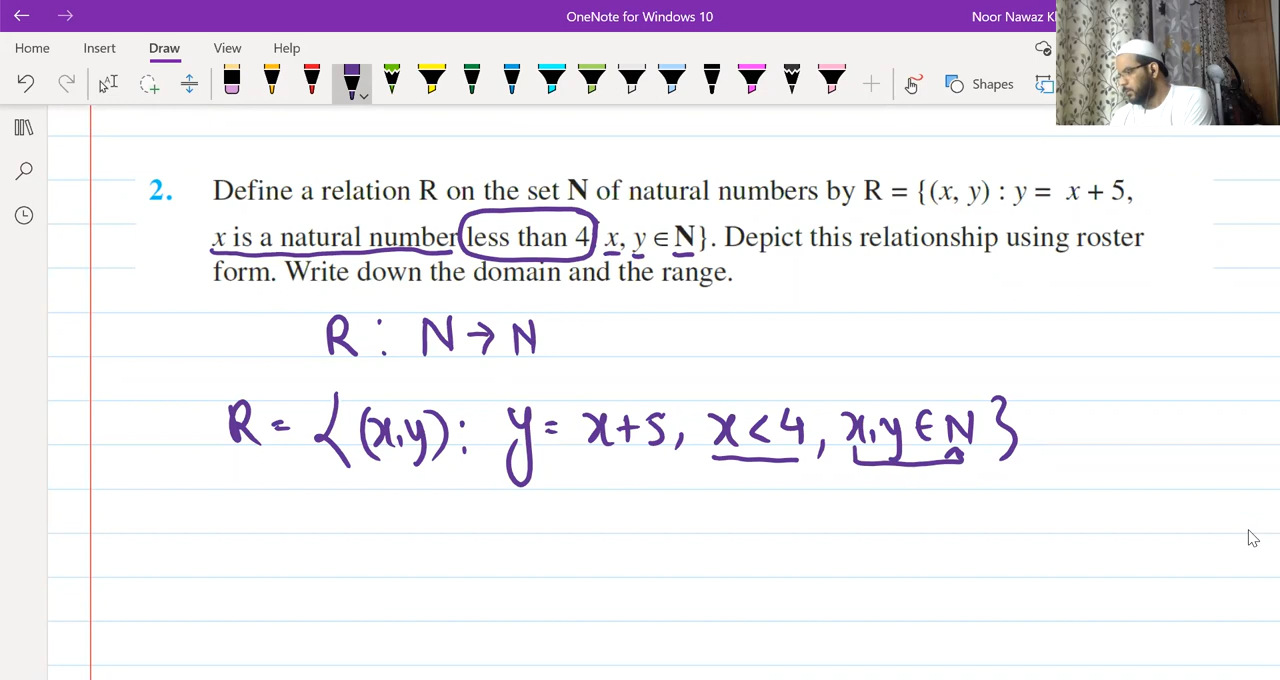 OneNote for Windows 10
Noor Nawaz
Home Insert Draw View Help
Shapes
2. Define a relation R on the set N of natural numbers by R = {(x, y) : y = x + 5,
x is a natural number less than 4; x, y ∈ N}. Depict this relationship using roster
form. Write down the domain and the range.
R : N → N
R = {(x,y): y = x+5, x < 4, x,y ∈ N}